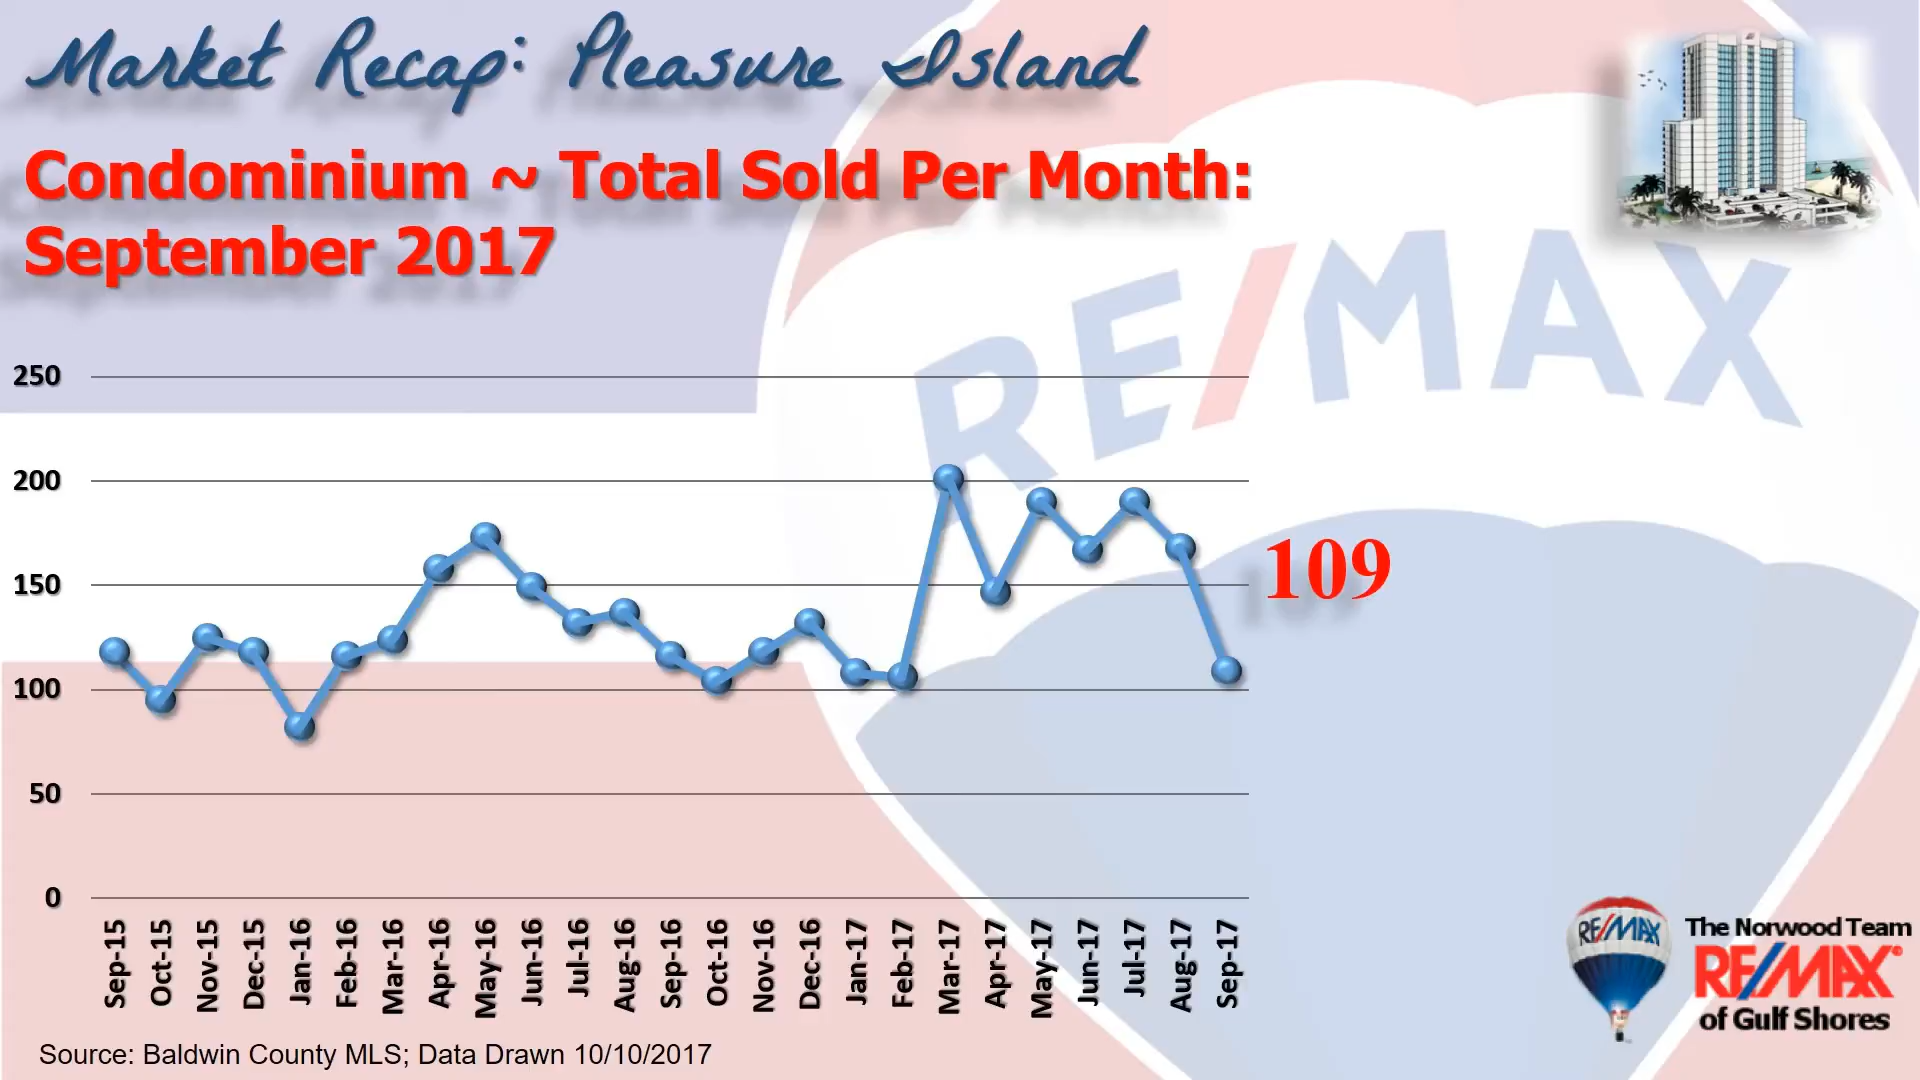 Market Recap: Pleasure Island
Condominium ~ Total Sold Per Month:
September 2017
RE/MAX
250
200
150
100
50
0
109
Sep-15
Oct-15
Nov-15
Dec-15
Jan-16
Feb-16
Mar-16
Apr-16
May-16
Jun-16
Jul-16
Aug-16
Sep-16
Oct-16
Nov-16
Dec-16
Jan-17
Feb-17
Mar-17
Apr-17
May-17
Jun-17
Jul-17
Aug-17
Sep-17
Source: Baldwin County MLS; Data Drawn 10/10/2017
RE/MAX
The Norwood Team
RE/MAX®
of Gulf Shores